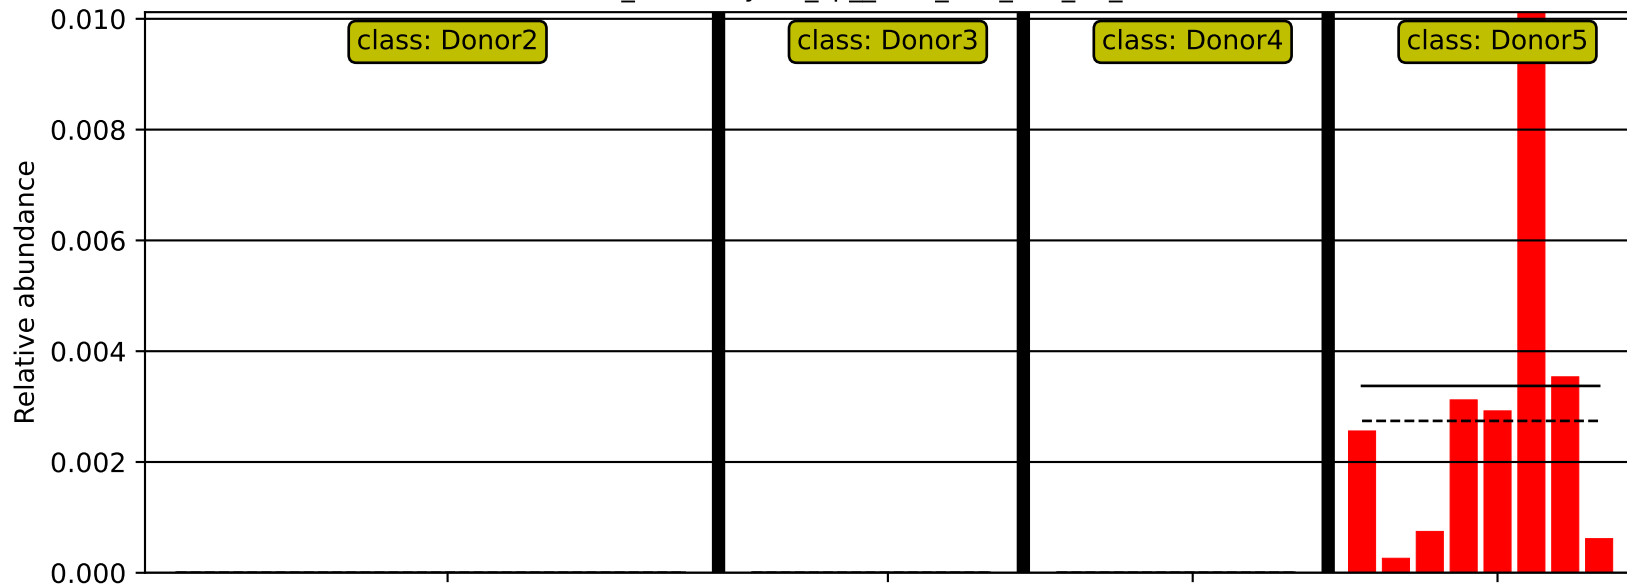 0.010
class: Donor2
class: Donor3
class: Donor4
class: Donor5
0.008
0.006
0.004
0.002
0.000
Relative abundance